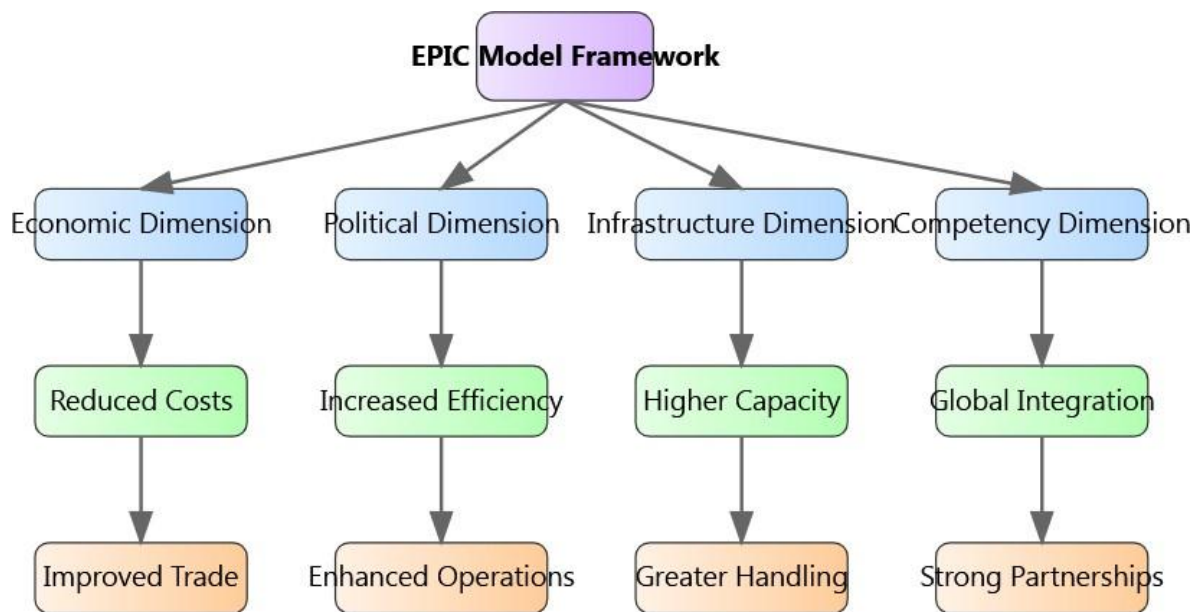 EPIC Model Framework
Economic Dimension
Political Dimension
Infrastructure Dimension
Competency Dimension
Reduced Costs
Increased Efficiency
Higher Capacity
Global Integration
Improved Trade
Enhanced Operations
Greater Handling
Strong Partnerships